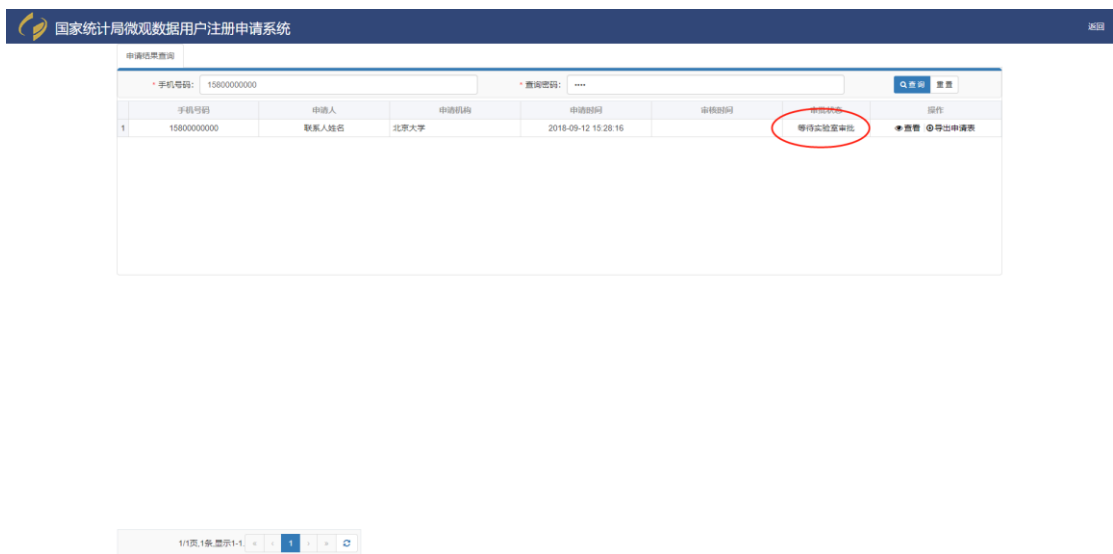 国家统计局微观数据用户注册申请系统 返回
申请结果查询
* 手机号码: 15800000000 * 查询密码: •••• 查询 重置
手机号码 申请人 申请机构 申请时间 审核时间 审批状态 操作
1 15800000000 联系人姓名 北京大学 2018-09-12 15:28:16 等待实验室审批 查看 导出申请表
1/1页,1条,显示1-1, « ‹ 1 › »